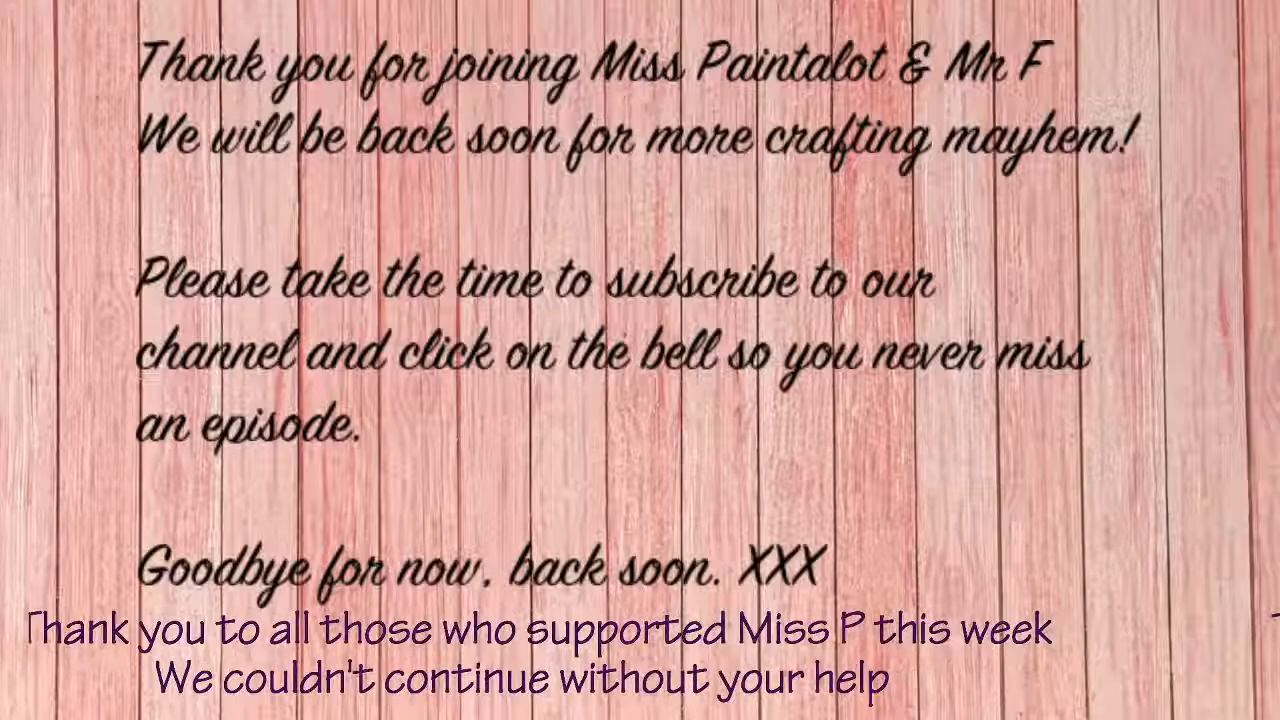 Thank you for joining Miss Paintalot & Mr F
We will be back soon for more crafting mayhem!
Please take the time to subscribe to our
channel and click on the bell so you never miss
an episode.
Goodbye for now, back soon. XXX
Thank you to all those who supported Miss P this week
We couldn't continue without your help